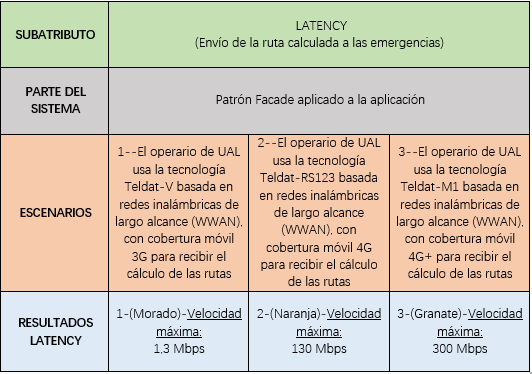 SUBATRIBUTO
LATENCY
(Envío de la ruta calculada a las emergencias)
PARTE DEL
SISTEMA
Patrón Facade aplicado a la aplicación
ESCENARIOS
1--El operario de UAL
usa la tecnología
Teldat-V basada en
redes inalámbricas de
largo alcance (WWAN),
con cobertura móvil
3G para recibir el
cálculo de las rutas
2--El operario de UAL
usa la tecnología
Teldat-RS123 basada
en redes inalámbricas
de largo alcance
(WWAN), con
cobertura móvil 4G
para recibir el cálculo
de las rutas
3--El operario de UAL
usa la tecnología
Teldat-M1 basada en
redes inalámbricas de
largo alcance (WWAN),
con cobertura móvil
4G+ para recibir el
cálculo de las rutas
RESULTADOS
LATENCY
1-(Morado)-Velocidad
máxima:
1,3 Mbps
2-(Naranja)-Velocidad
máxima:
130 Mbps
3-(Granate)-Velocidad
máxima:
300 Mbps